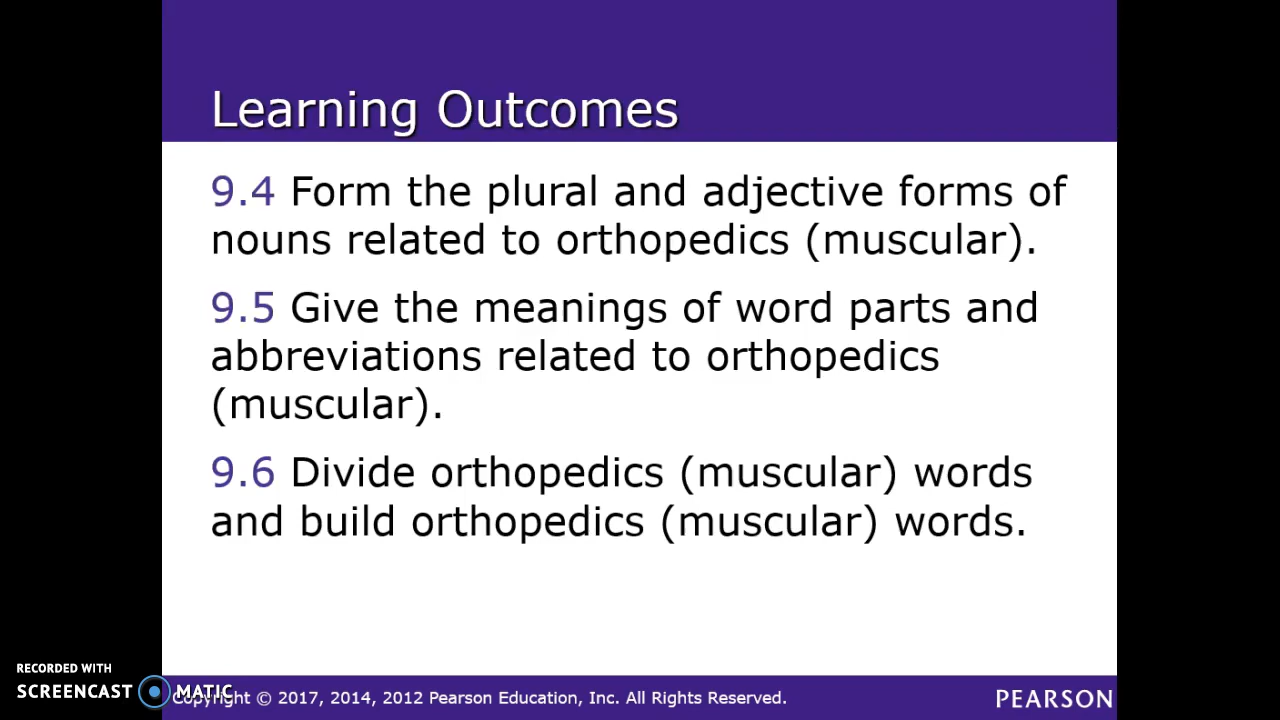 Learning Outcomes
9.4 Form the plural and adjective forms of
nouns related to orthopedics (muscular).
9.5 Give the meanings of word parts and
abbreviations related to orthopedics
(muscular).
9.6 Divide orthopedics (muscular) words
and build orthopedics (muscular) words.
RECORDED WITH
SCREENCAST MATIC
Copyright © 2017, 2014, 2012 Pearson Education, Inc. All Rights Reserved.
PEARSON